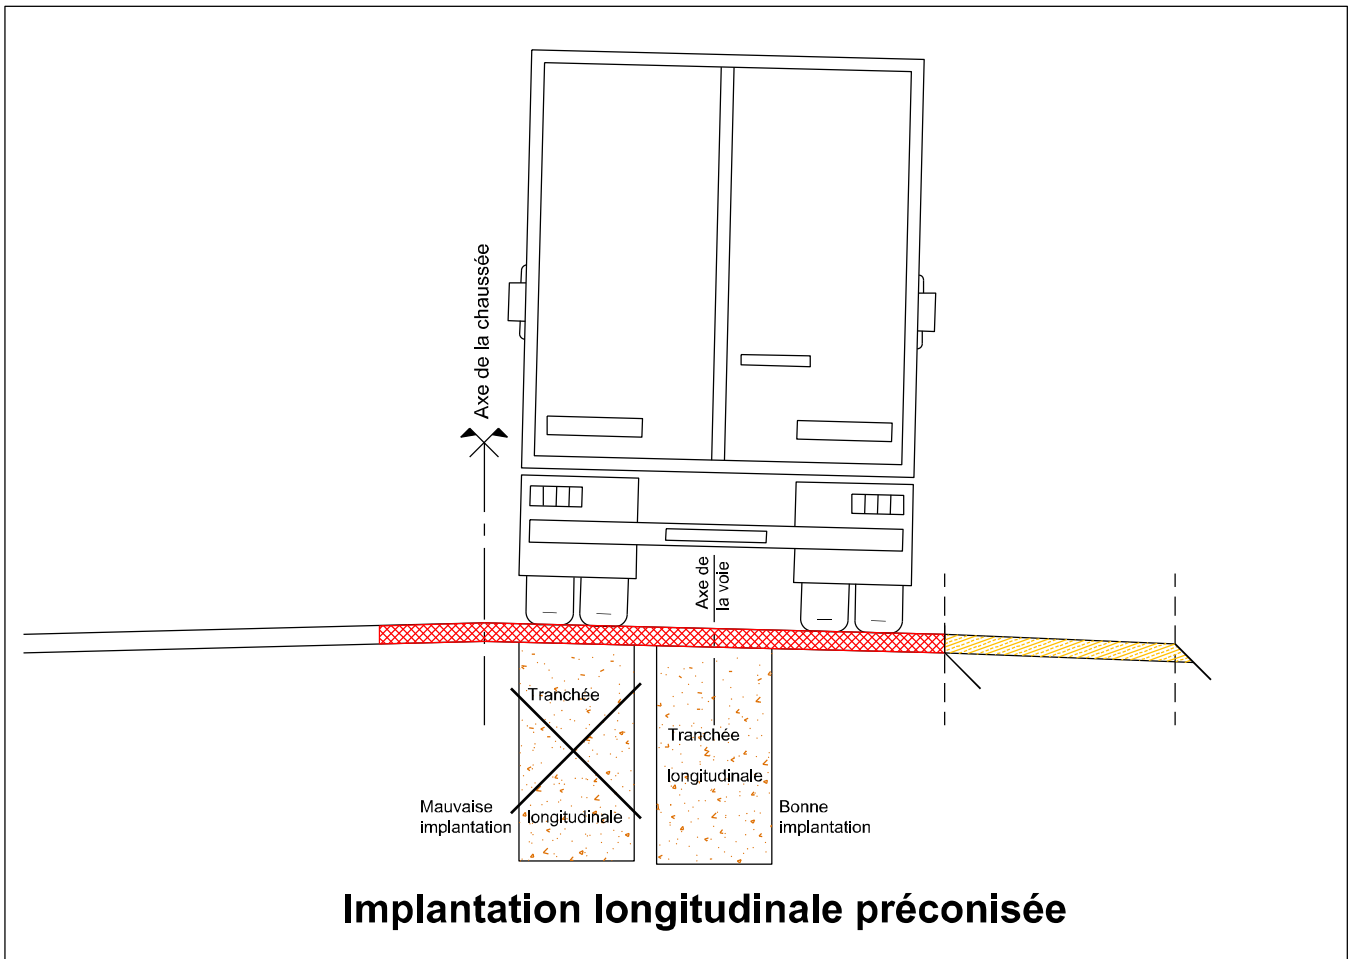 Axe de la chaussée
Axe de
la voie
Tranchée
longitudinale
Mauvaise
implantation
Tranchée
longitudinale
Bonne
implantation
Implantation longitudinale préconisée